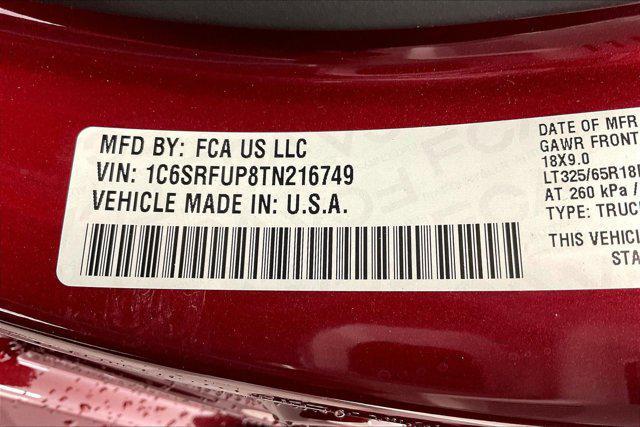 MFD BY: FCA US LLC
VIN: 1C6SRFUP8TN216749
VEHICLE MADE IN: U.S.A.
DATE OF MFR
GAWR FRONT
18X9.0
LT325/65R18
AT 260 kPa /
TYPE: TRUC
THIS VEHIC
STA